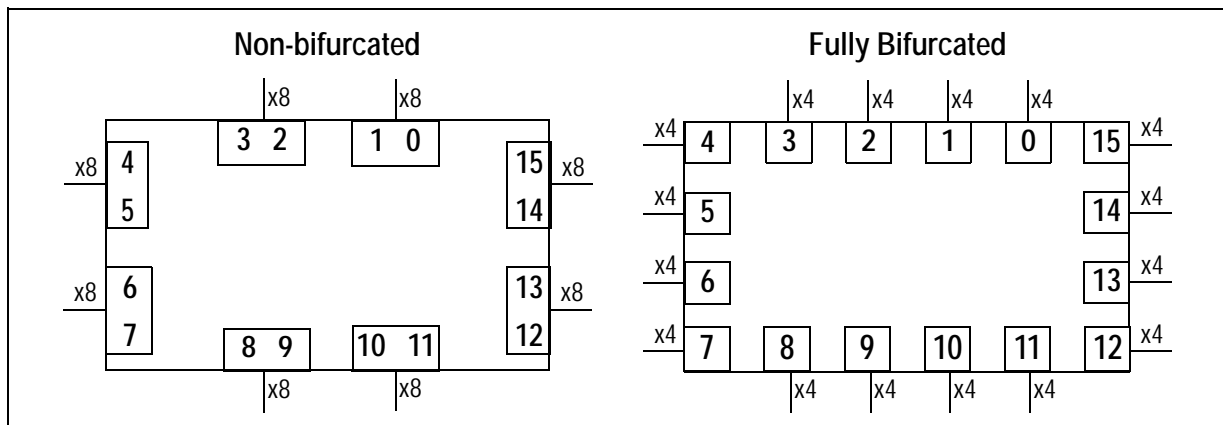 Non-bifurcated
x8 x8
3 2 1 0
x8 4 15 x8
5 14
x8 6 13 x8
7 12
8 9 10 11
x8 x8
Fully Bifurcated
x4 x4 x4 x4
x4 4 3 2 1 0 15 x4
x4 5 14 x4
x4 6 13 x4
x4 7 8 9 10 11 12 x4
x4 x4 x4 x4